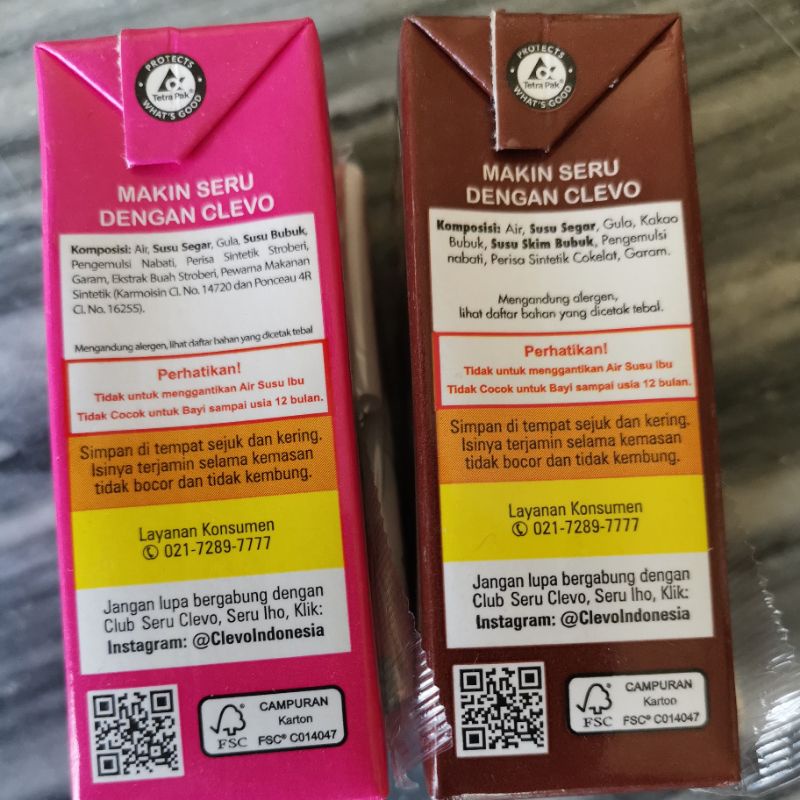 PROTECTS
Tetra Pak®
WHAT'S GOOD
MAKIN SERU
DENGAN CLEVO
Komposisi: Air, Susu Segar, Gula, Susu Bubuk,
Pengemulsi Nabati, Perisa Sintetik Stroberi,
Garam, Ekstrak Buah Stroberi, Pewarna Makanan
Sintetik (Karmoisin CI. No. 14720 dan Ponceau 4R
CI. No. 16255).
Mengandung alergen, lihat daftar bahan yang dicetak tebal
Perhatikan!
Tidak untuk menggantikan Air Susu Ibu
Tidak Cocok untuk Bayi sampai usia 12 bulan.
Simpan di tempat sejuk dan kering.
Isinya terjamin selama kemasan
tidak bocor dan tidak kembung.
Layanan Konsumen
021-7289-7777
Jangan lupa bergabung dengan
Club Seru Clevo, Seru lho, Klik:
Instagram: @ClevoIndonesia
FSC
CAMPURAN
Karton
FSC® C014047
PROTECTS
Tetra Pak®
WHAT'S GOOD
MAKIN SERU
DENGAN CLEVO
Komposisi: Air, Susu Segar, Gula, Kakao
Bubuk, Susu Skim Bubuk, Pengemulsi
nabati, Perisa Sintetik Cokelat, Garam.
Mengandung alergen,
lihat daftar bahan yang dicetak tebal.
Perhatikan!
Tidak untuk menggantikan Air Susu Ibu
Tidak Cocok untuk Bayi sampai usia 12 bulan.
Simpan di tempat sejuk dan kering.
Isinya terjamin selama kemasan
tidak bocor dan tidak kembung.
Layanan Konsumen
021-7289-7777
Jangan lupa bergabung dengan
Club Seru Clevo, Seru lho, Klik:
Instagram: @ClevoIndonesia
FSC
CAMPURAN
Karton
FSC® C014047